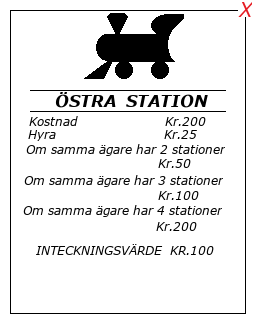 X
ÖSTRA STATION
Kostnad Kr.200
Hyra Kr.25
Om samma ägare har 2 stationer
Kr.50
Om samma ägare har 3 stationer
Kr.100
Om samma ägare har 4 stationer
Kr.200
INTECKNINGSVÄRDE KR.100